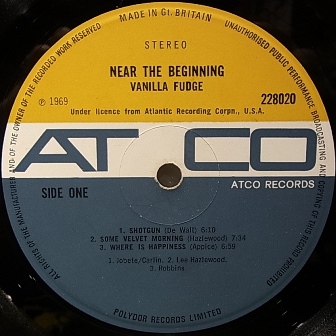 MADE IN Gt. BRITAIN
ALL RIGHTS OF THE MANUFACTURER AND OF THE OWNER OF THE RECORDED WORK RESERVED
UNAUTHORISED PUBLIC PERFORMANCE BROADCASTING AND COPYING OF THIS RECORD PROHIBITED
STEREO
NEAR THE BEGINNING
VANILLA FUDGE
℗ 1969
228020
Under licence from Atlantic Recording Corpn., U.S.A.
ATCO
ATCO RECORDS
SIDE ONE
1. SHOTGUN (De Walt) 6:10
2. SOME VELVET MORNING (Hazlewood) 7:34
3. WHERE IS HAPPINESS (Appice) 6:59
1. Jobete/Carlin. 2. Lee Hazlewood.
3. Robbins
POLYDOR RECORDS LIMITED